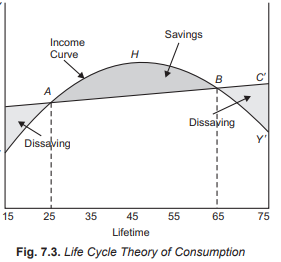 Savings
Income
Curve
H
A
B
C'
Dissaving
Dissaving
Y'
15 25 35 45 55 65 75
Lifetime
Fig. 7.3. Life Cycle Theory of Consumption